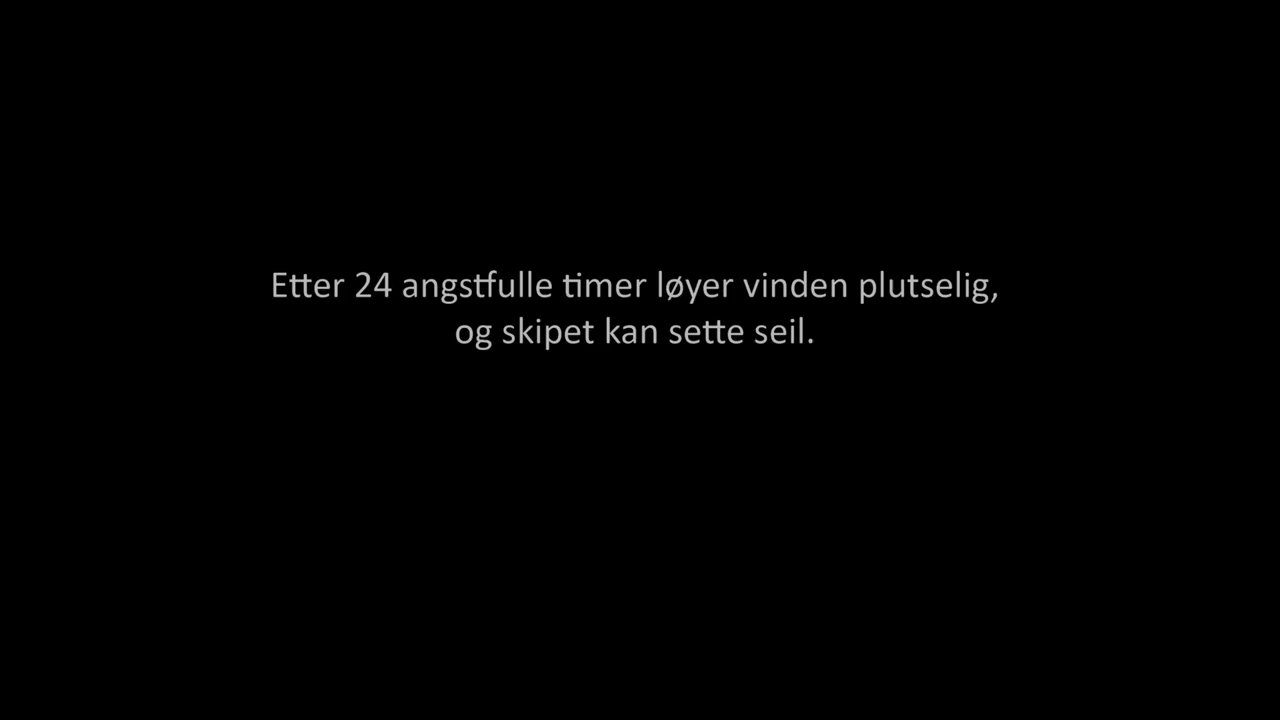 Etter 24 angstfulle timer løyer vinden plutselig,
og skipet kan sette seil.